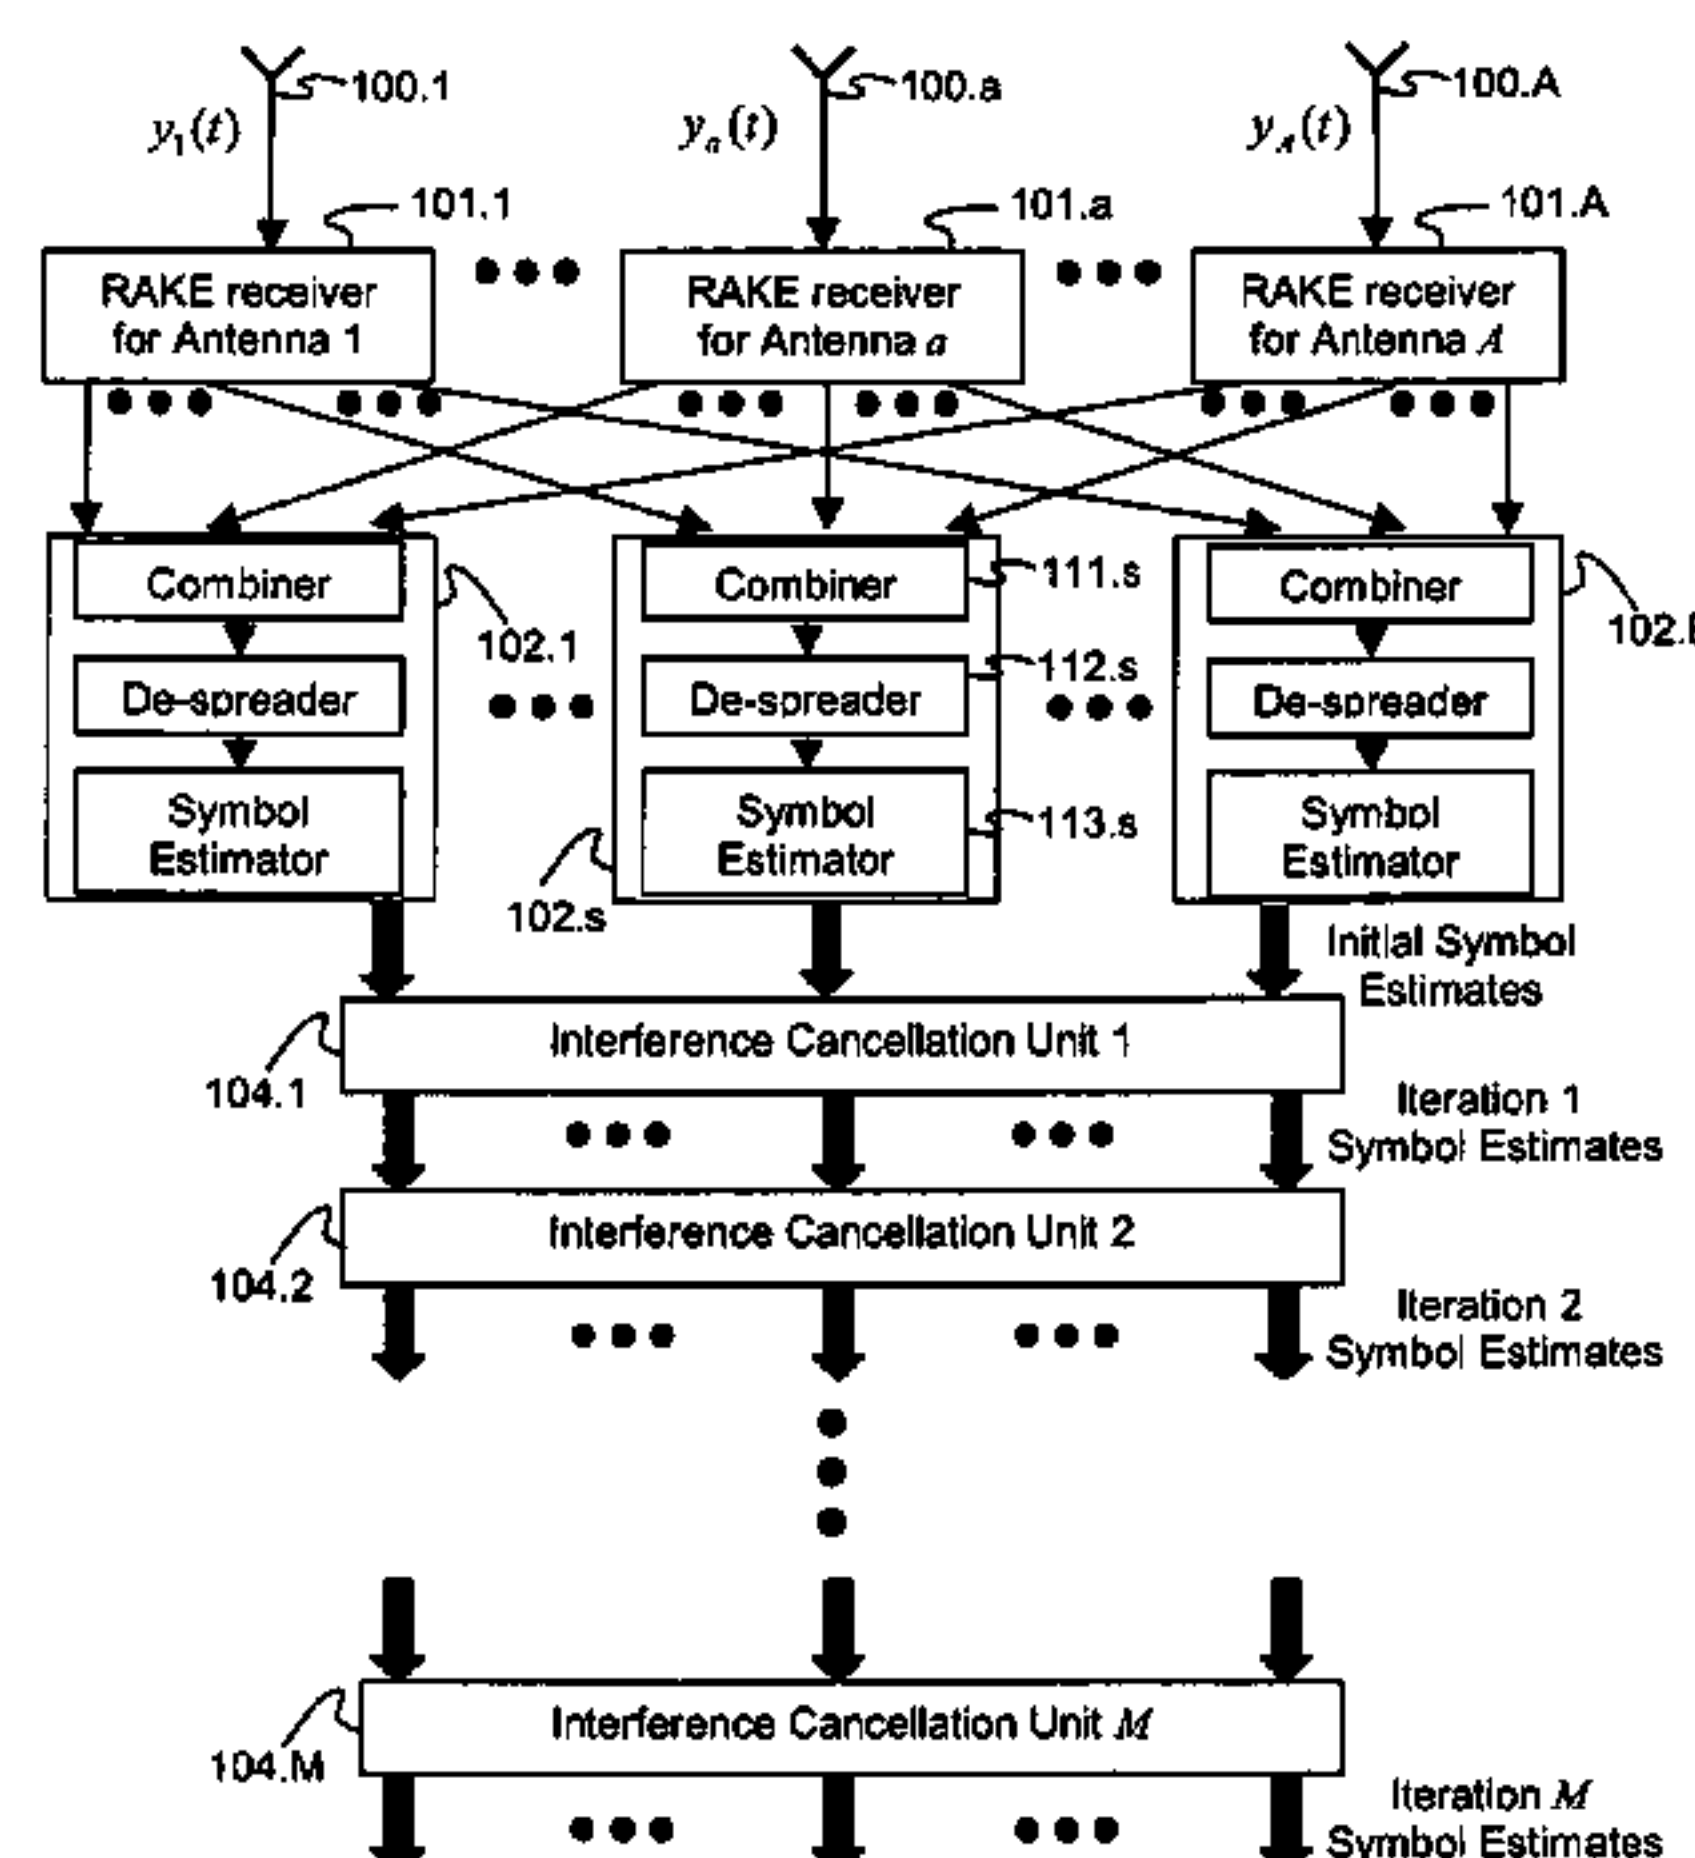 100.1
100.a
100.A
y₁(t)
yₐ(t)
y_A(t)
101.1
101.a
101.A
RAKE receiver
for Antenna 1
RAKE receiver
for Antenna a
RAKE receiver
for Antenna A
Combiner
De-spreader
Symbol
Estimator
102.1
Combiner
De-spreader
Symbol
Estimator
111.s
112.s
113.s
102.s
Combiner
De-spreader
Symbol
Estimator
Initial Symbol
Estimates
Interference Cancellation Unit 1
104.1
Iteration 1
Symbol Estimates
Interference Cancellation Unit 2
104.2
Iteration 2
Symbol Estimates
Interference Cancellation Unit M
104.M
Iteration M
Symbol Estimates